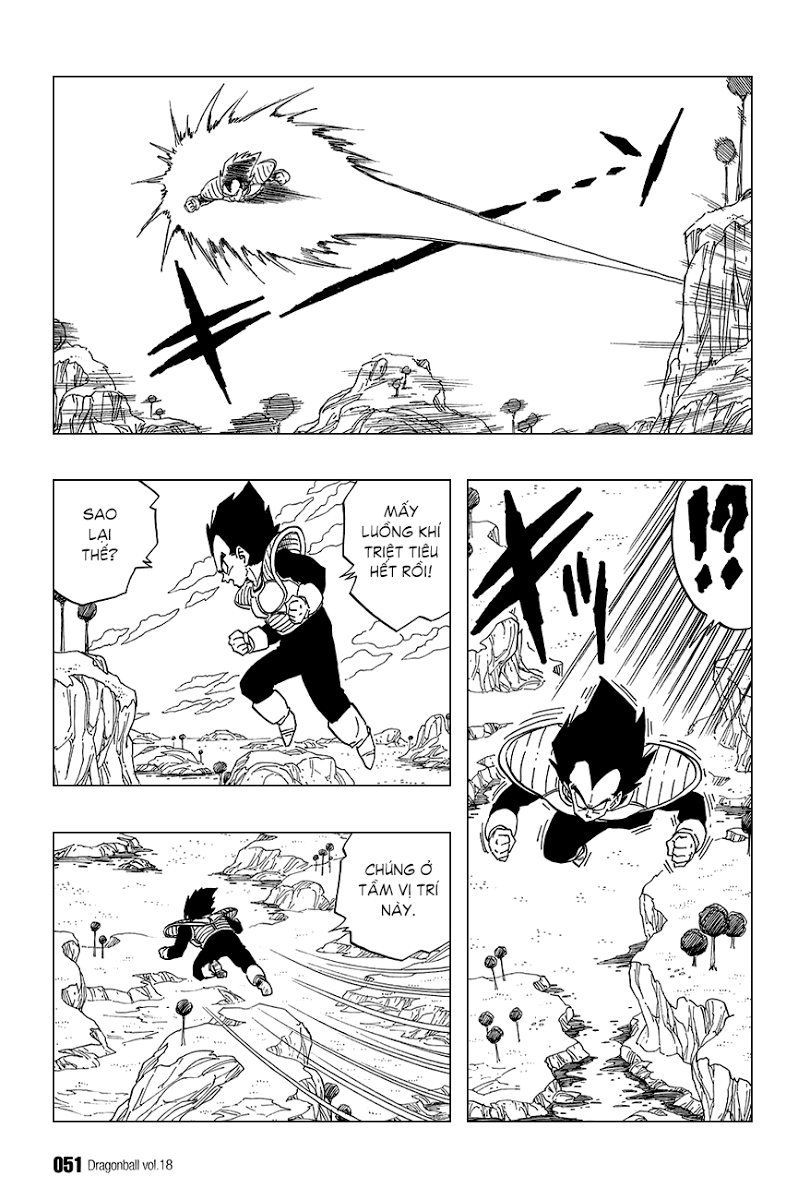 !?
MẤY
LUỒNG KHÍ
TRIỆT TIÊU
HẾT RỒI!
SAO
LẠI
THẾ?
CHÚNG Ở
TẦM VỊ TRÍ
NÀY.
051 Dragonball vol.18